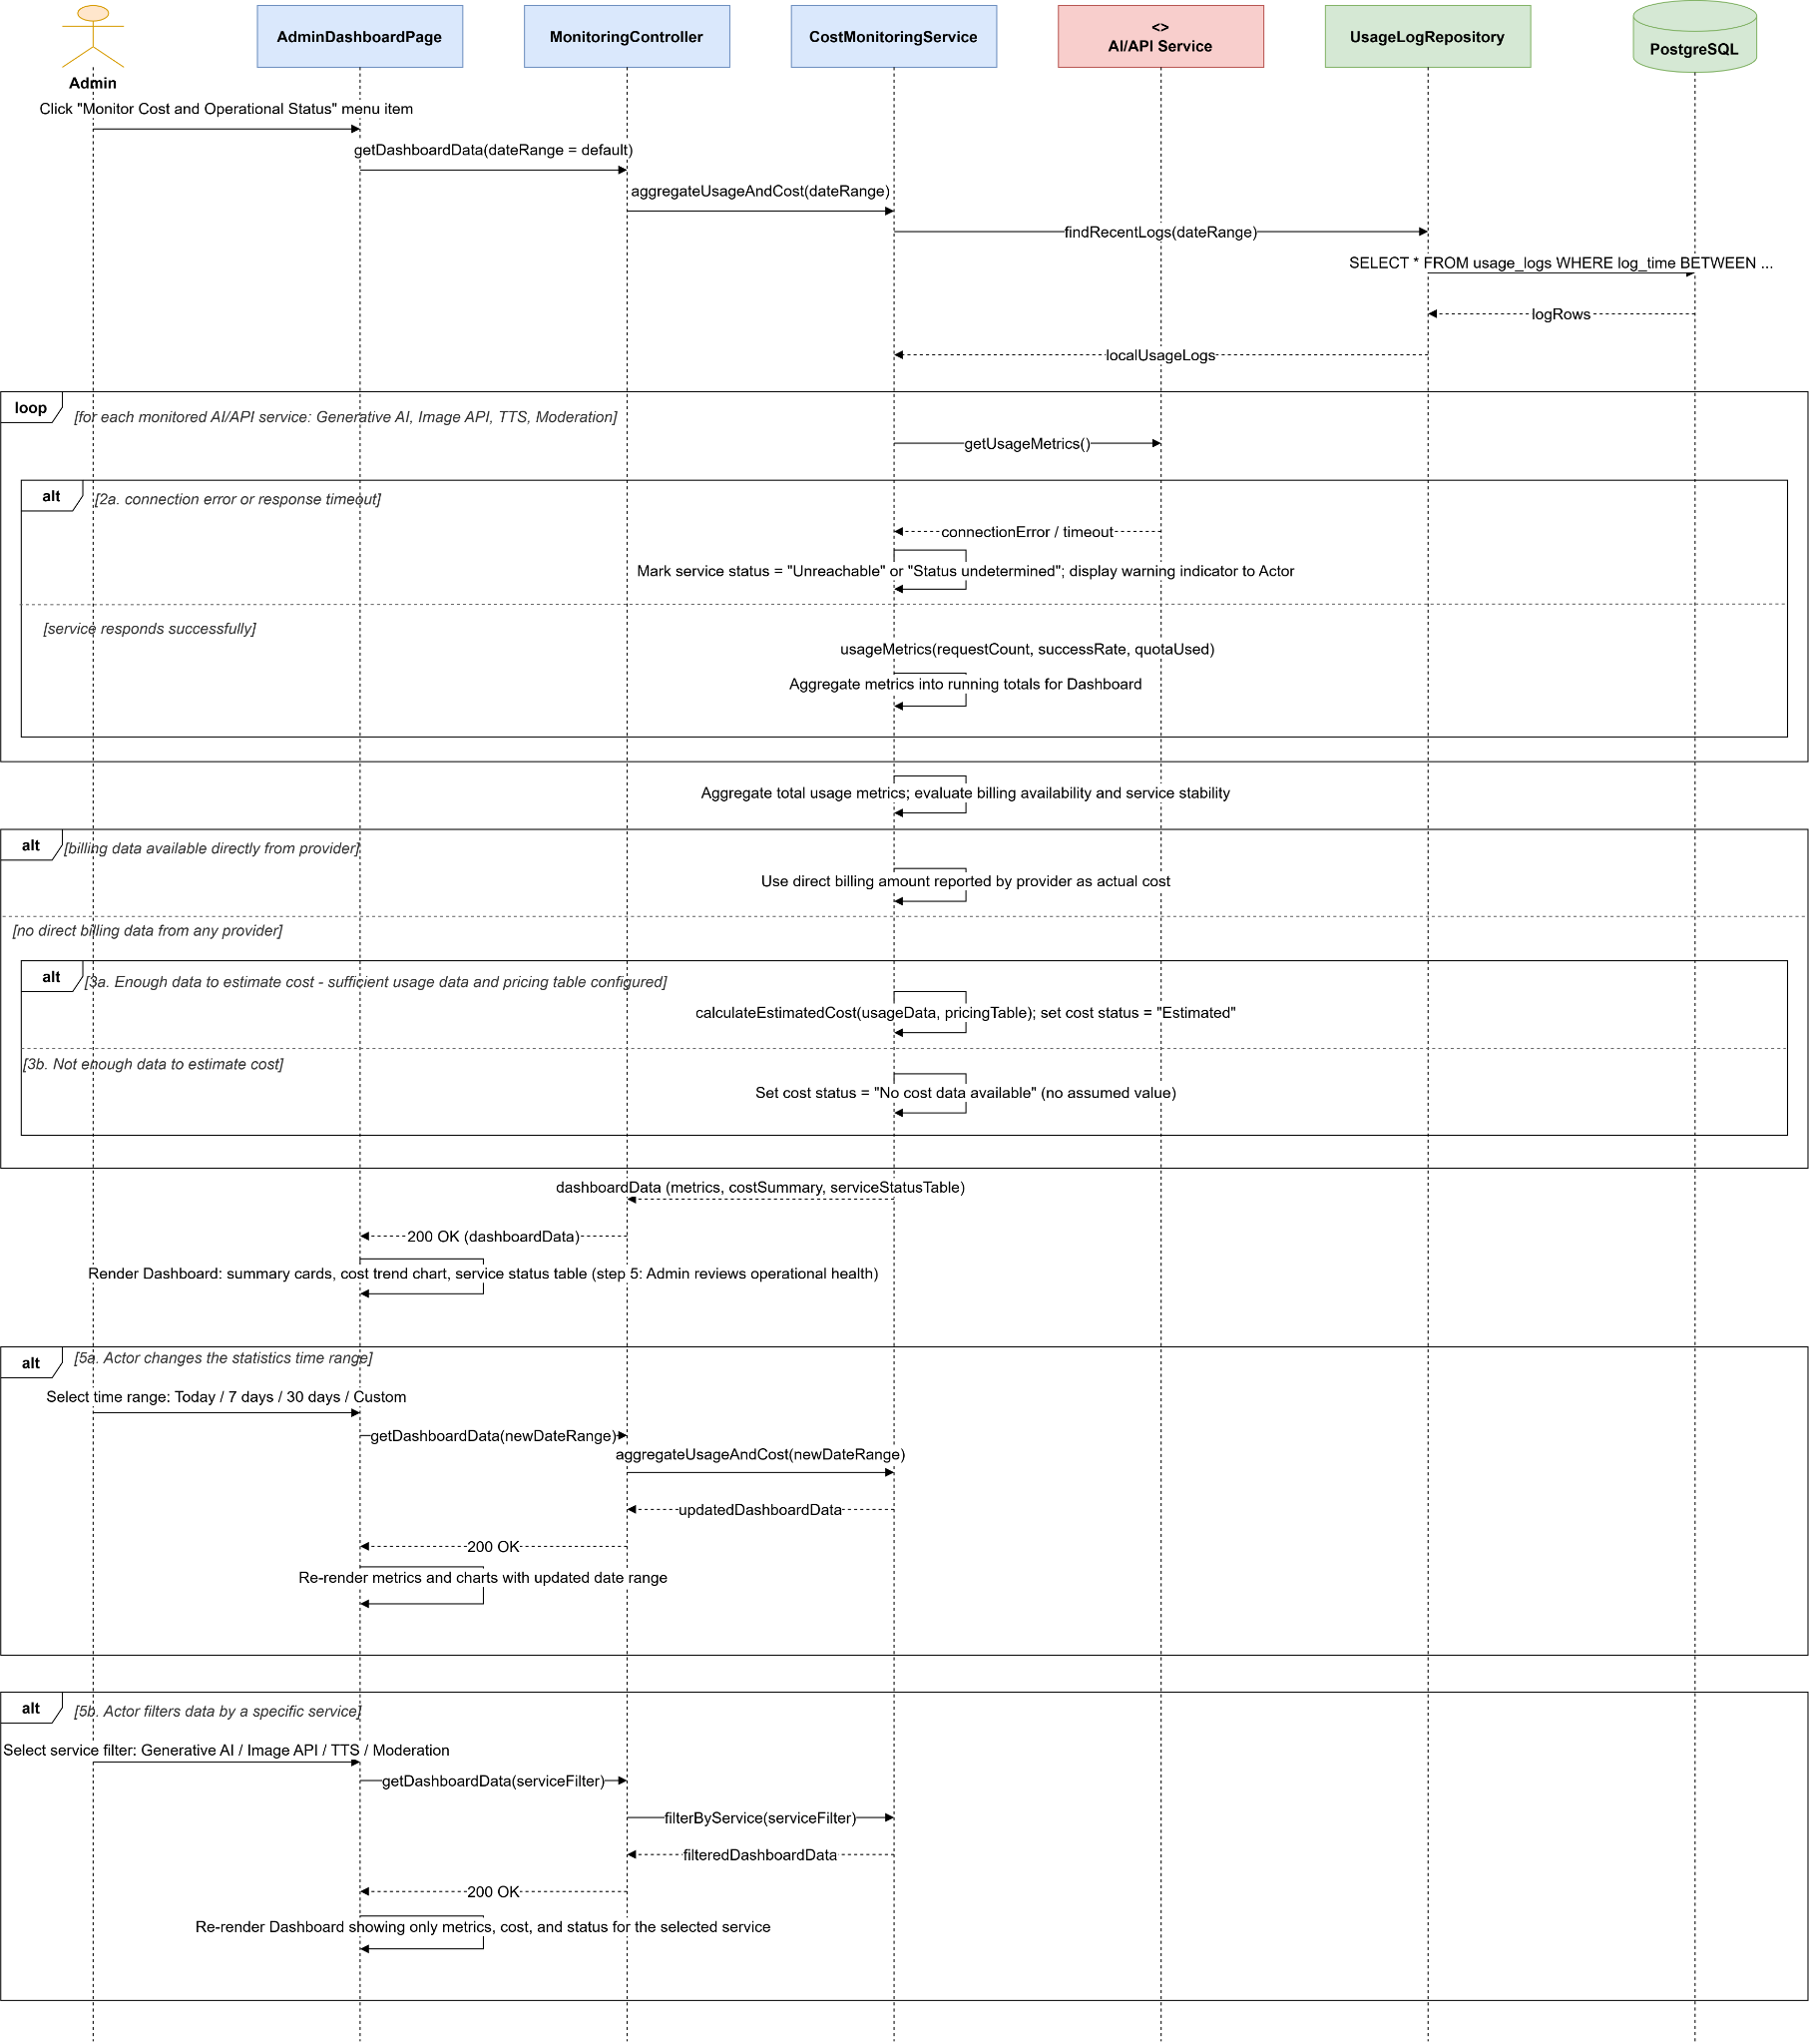 Admin
AdminDashboardPage
MonitoringController
CostMonitoringService
<>
AI/API Service
UsageLogRepository
PostgreSQL
Click "Monitor Cost and Operational Status" menu item
getDashboardData(dateRange = default)
aggregateUsageAndCost(dateRange)
findRecentLogs(dateRange)
SELECT * FROM usage_logs WHERE log_time BETWEEN ...
logRows
localUsageLogs
loop
[for each monitored AI/API service: Generative AI, Image API, TTS, Moderation]
getUsageMetrics()
alt
[2a. connection error or response timeout]
connectionError / timeout
Mark service status = "Unreachable" or "Status undetermined"; display warning indicator to Actor
[service responds successfully]
usageMetrics(requestCount, successRate, quotaUsed)
Aggregate metrics into running totals for Dashboard
Aggregate total usage metrics; evaluate billing availability and service stability
alt
[billing data available directly from provider]
Use direct billing amount reported by provider as actual cost
[no direct billing data from any provider]
alt
[3a. Enough data to estimate cost - sufficient usage data and pricing table configured]
calculateEstimatedCost(usageData, pricingTable); set cost status = "Estimated"
[3b. Not enough data to estimate cost]
Set cost status = "No cost data available" (no assumed value)
dashboardData (metrics, costSummary, serviceStatusTable)
200 OK (dashboardData)
Render Dashboard: summary cards, cost trend chart, service status table (step 5: Admin reviews operational health)
alt
[5a. Actor changes the statistics time range]
Select time range: Today / 7 days / 30 days / Custom
getDashboardData(newDateRange)
aggregateUsageAndCost(newDateRange)
updatedDashboardData
200 OK
Re-render metrics and charts with updated date range
alt
[5b. Actor filters data by a specific service]
Select service filter: Generative AI / Image API / TTS / Moderation
getDashboardData(serviceFilter)
filterByService(serviceFilter)
filteredDashboardData
200 OK
Re-render Dashboard showing only metrics, cost, and status for the selected service